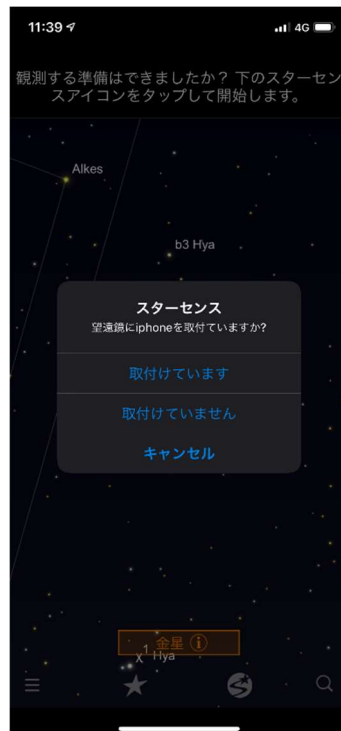 11:39
4G
観測する準備はできましたか？ 下のスターセン
スアイコンをタップして開始します。
Alkes
b3 Hya
スターセンス
望遠鏡にiphoneを取付ていますか?
取付けています
取付けていません
キャンセル
金星
χ1 Hya